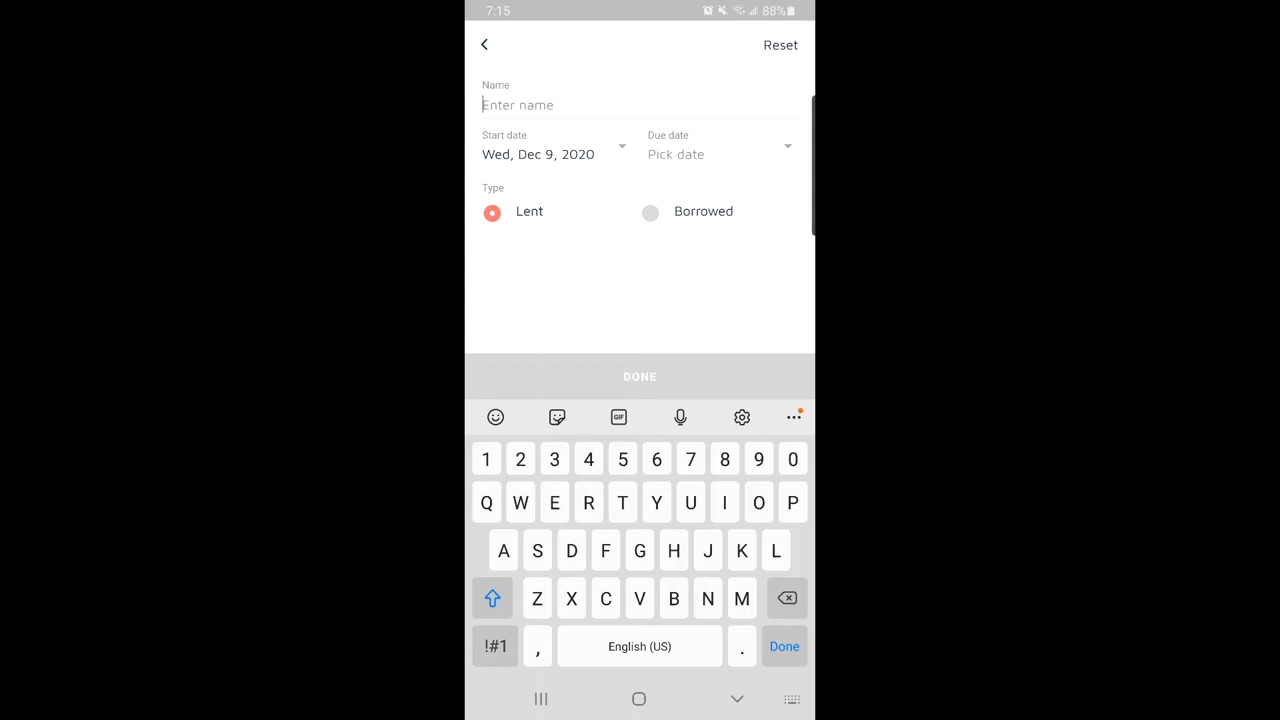 7:15 88%
Reset
Name
Enter name
Start date Due date
Wed, Dec 9, 2020 Pick date
Type
Lent Borrowed
DONE
GIF
1 2 3 4 5 6 7 8 9 0
Q W E R T Y U I O P
A S D F G H J K L
Z X C V B N M
!#1 , English (US) . Done